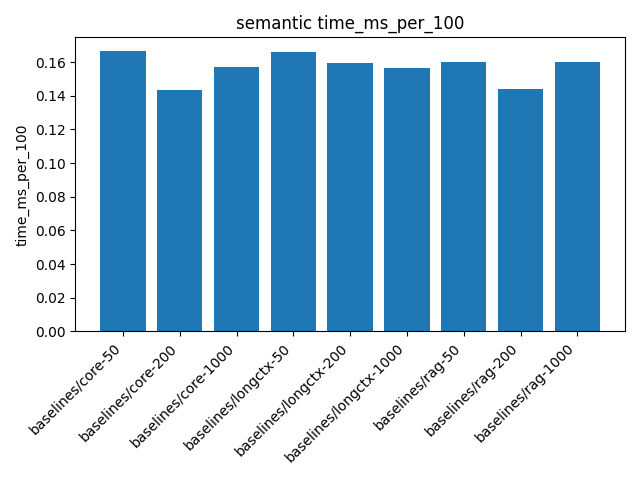 semantic time_ms_per_100
time_ms_per_100
0.16
0.14
0.12
0.10
0.08
0.06
0.04
0.02
0.00
baselines/core-50
baselines/core-200
baselines/core-1000
baselines/longctx-50
baselines/longctx-200
baselines/longctx-1000
baselines/rag-50
baselines/rag-200
baselines/rag-1000